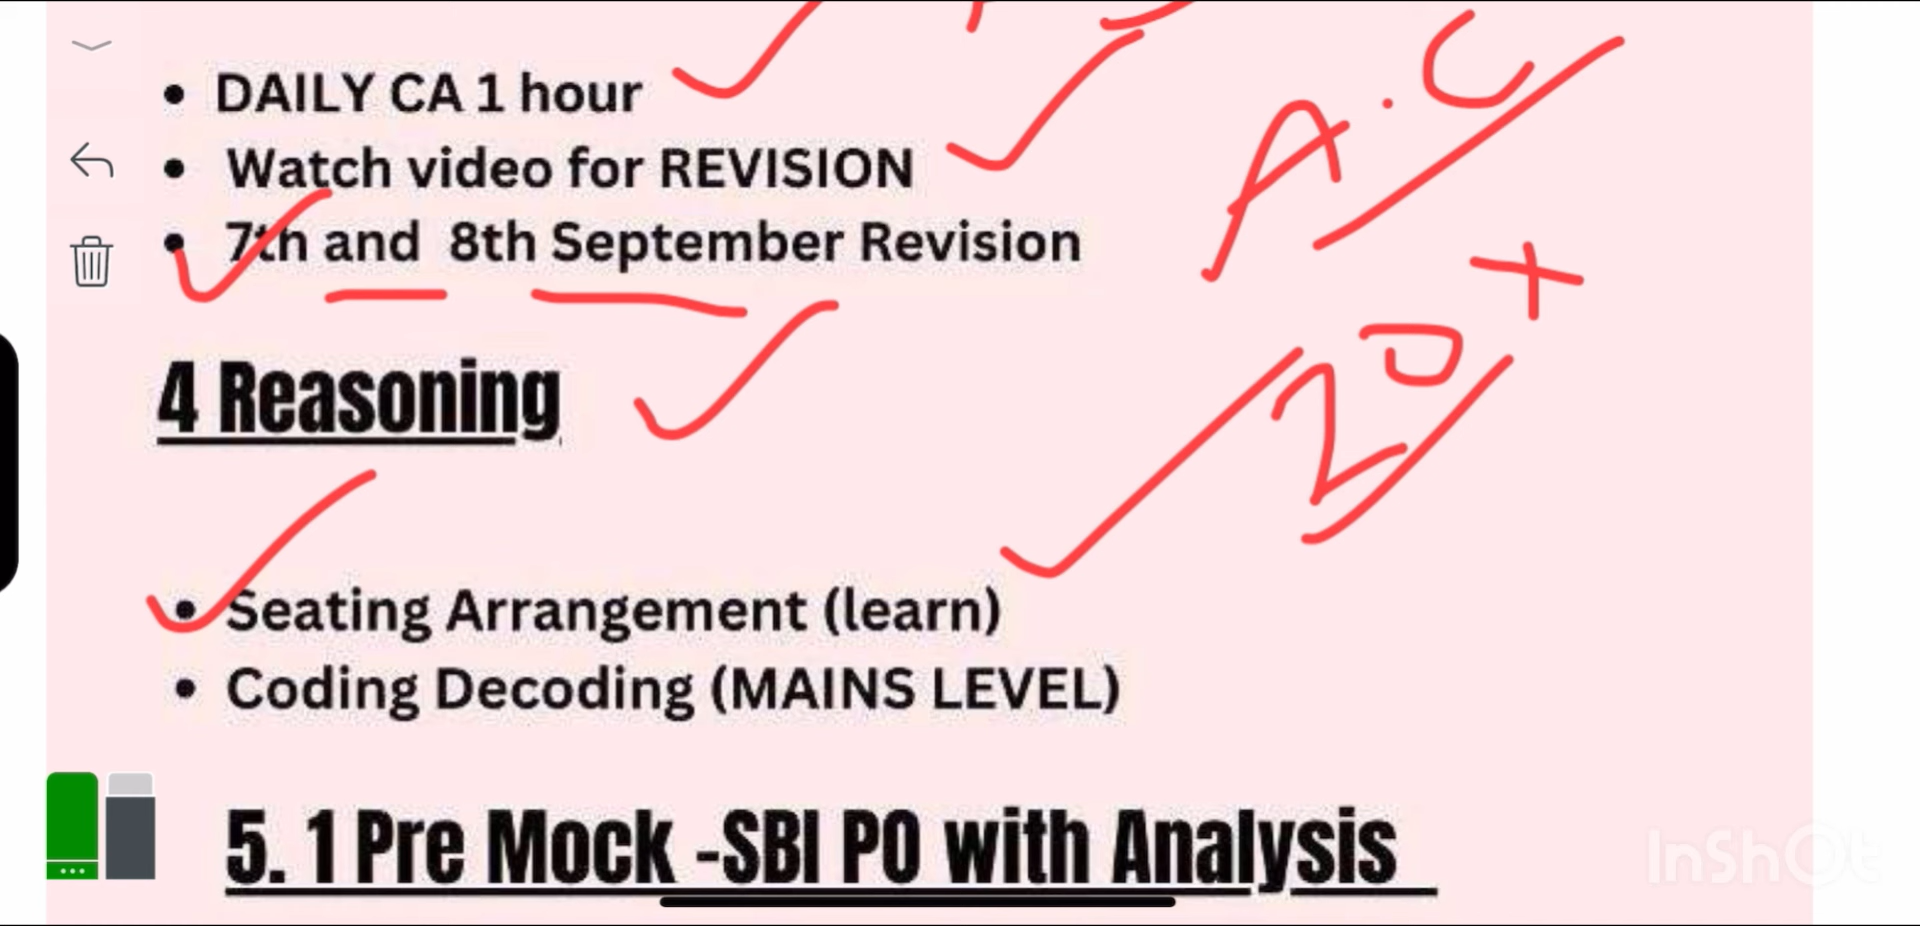 DAILY CA 1 hour
Watch video for REVISION
7th and 8th September Revision
A.C
20+
4 Reasoning
Seating Arrangement (learn)
Coding Decoding (MAINS LEVEL)
5. 1 Pre Mock -SBI PO with Analysis
InShOt